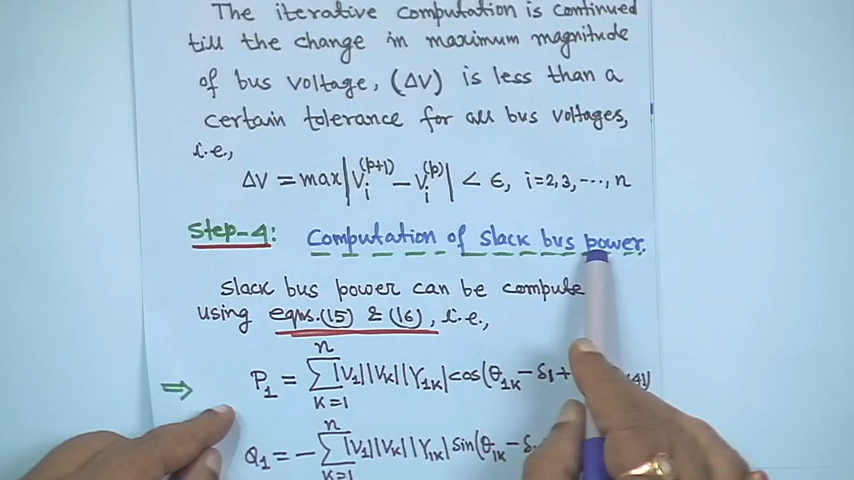 The iterative computation is continued
till the change in maximum magnitude
of bus voltage, (ΔV) is less than a
certain tolerance for all bus voltages,
i.e.,
ΔV = max |V_i^(p+1) - V_i^(p)| < ϵ, i=2,3,...,n
Step-4: Computation of slack bus power.
slack bus power can be compute
using eqns.(15) & (16), i.e.,
⇒ P_1 = Σ_{K=1}^{n} |V_1||V_K||Y_1K| cos(θ_1K - δ_1 + (41)
Q_1 = - Σ_{K=1}^{n} |V_1||V_K||Y_1K| sin(θ_1K - δ